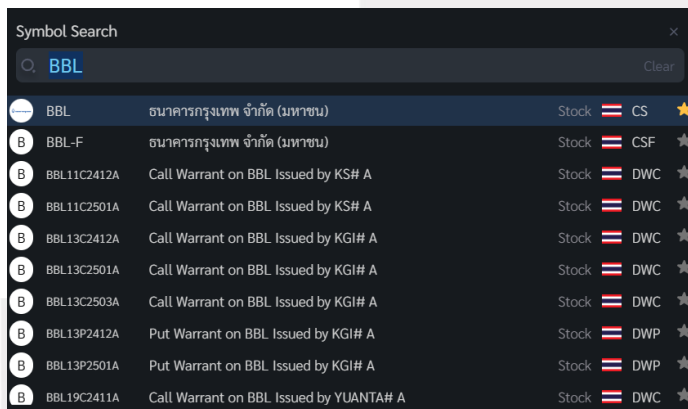 Symbol Search
BBL Clear
BBL ธนาคารกรุงเทพ จำกัด (มหาชน) Stock CS
B BBL-F ธนาคารกรุงเทพ จำกัด (มหาชน) Stock CSF
B BBL11C2412A Call Warrant on BBL Issued by KS# A Stock DWC
B BBL11C2501A Call Warrant on BBL Issued by KS# A Stock DWC
B BBL13C2412A Call Warrant on BBL Issued by KGI# A Stock DWC
B BBL13C2501A Call Warrant on BBL Issued by KGI# A Stock DWC
B BBL13C2503A Call Warrant on BBL Issued by KGI# A Stock DWC
B BBL13P2412A Put Warrant on BBL Issued by KGI# A Stock DWP
B BBL13P2501A Put Warrant on BBL Issued by KGI# A Stock DWP
B BBL19C2411A Call Warrant on BBL Issued by YUANTA# A Stock DWC